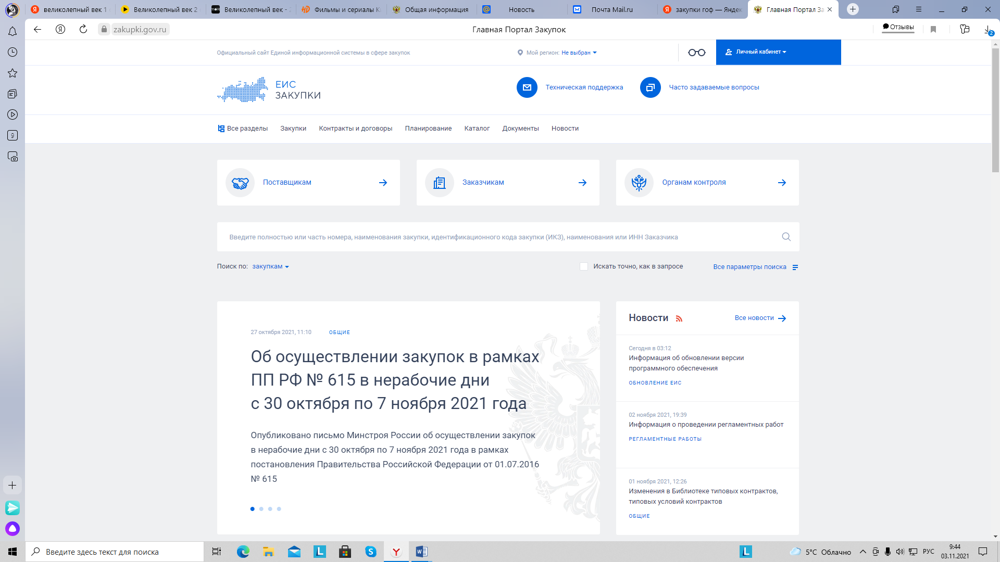 великолепный век 1
Великолепный век 2
Великолепный век -
Фильмы и сериалы
Общая информация
Новость
Почта Mail.ru
закупки гоф — Яндек
Главная Портал За
zakupki.gov.ru
Главная Портал Закупок
Отзывы
2
9
Официальный сайт Единой информационной системы в сфере закупок
Мой регион: Не выбран
Личный кабинет
ЕИС
ЗАКУПКИ
Техническая поддержка
Часто задаваемые вопросы
Все разделы
Закупки
Контракты и договоры
Планирование
Каталог
Документы
Новости
Поставщикам
Заказчикам
Органам контроля
Введите полностью или часть номера, наименования закупки, идентификационного кода закупки (ИКЗ), наименования или ИНН Заказчика
Поиск по: закупкам
Искать точно, как в запросе
Все параметры поиска
27 октября 2021, 11:10
ОБЩИЕ
Об осуществлении закупок в рамках
ПП РФ № 615 в нерабочие дни
с 30 октября по 7 ноября 2021 года
Опубликовано письмо Минстроя России об осуществлении закупок
в нерабочие дни с 30 октября по 7 ноября 2021 года в рамках
постановления Правительства Российской Федерации от 01.07.2016
№ 615
Новости
Все новости
Сегодня в 03:12
Информация об обновлении версии
программного обеспечения
ОБНОВЛЕНИЕ ЕИС
02 ноября 2021, 19:39
Информация о проведении регламентных работ
РЕГЛАМЕНТНЫЕ РАБОТЫ
01 ноября 2021, 12:26
Изменения в Библиотеке типовых контрактов,
типовых условий контрактов
ОБЩИЕ
Введите здесь текст для поиска
5°C Облачно
РУС
9:44
03.11.2021